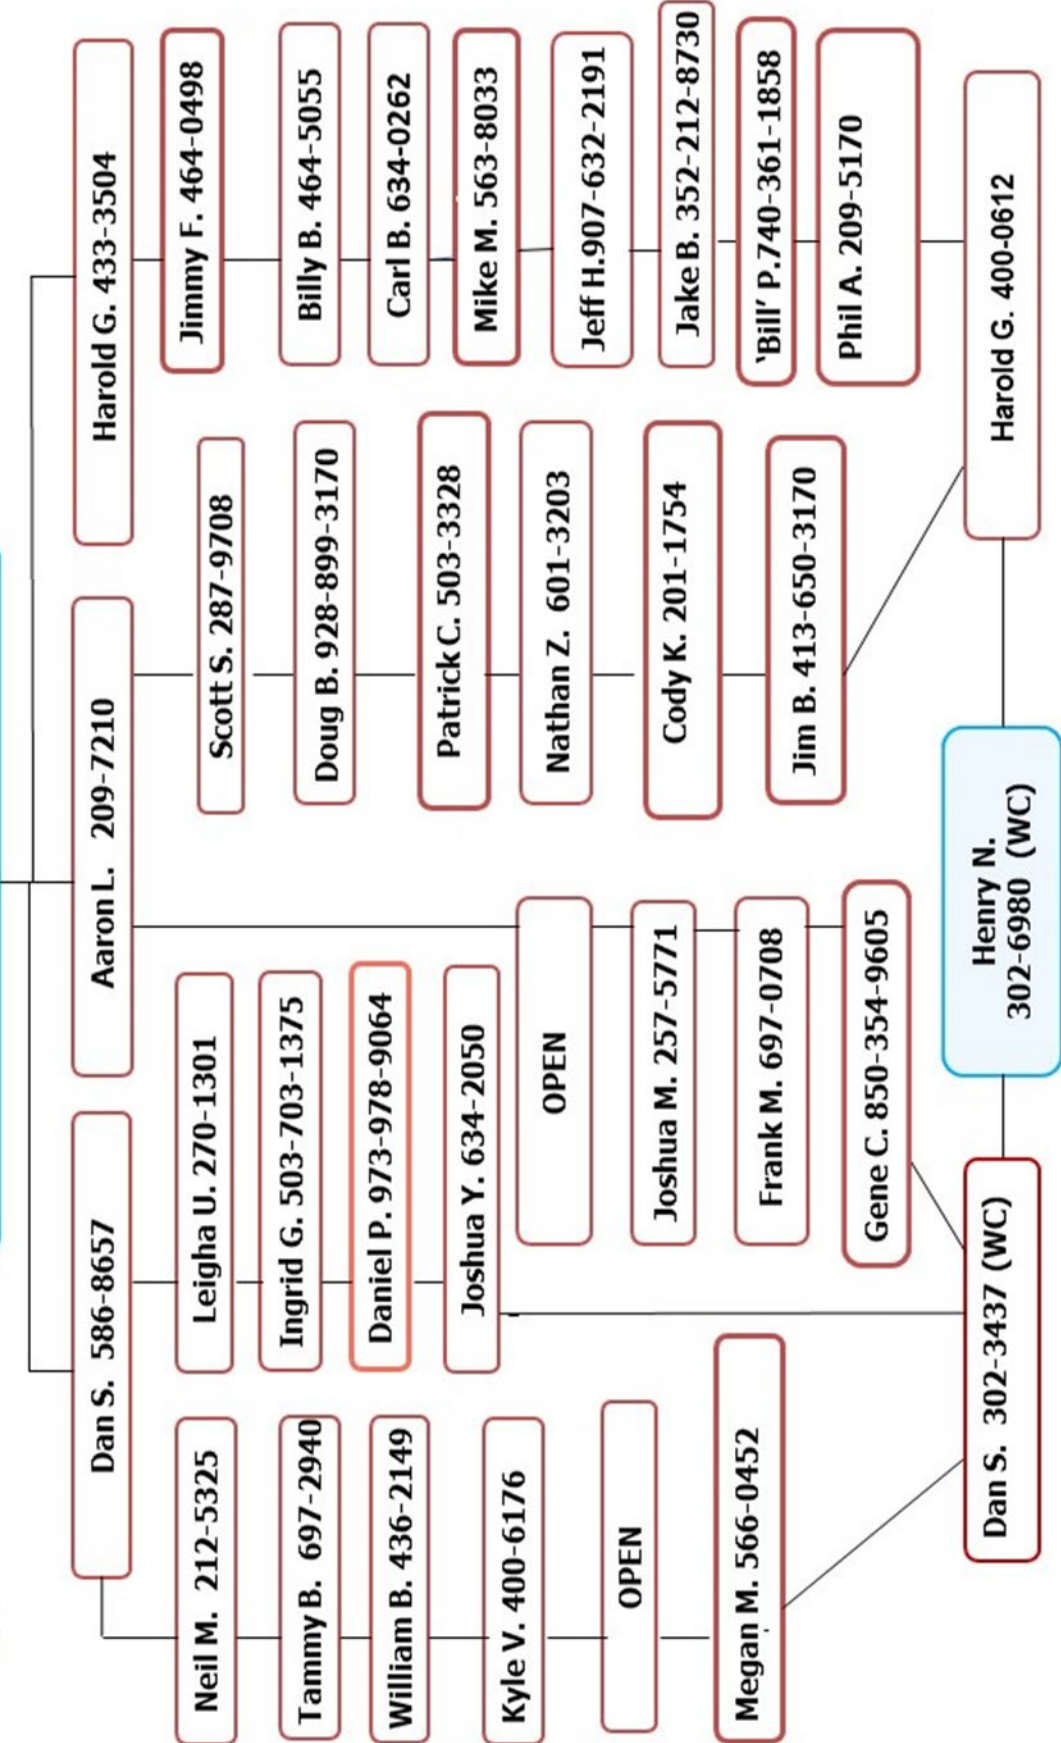 Dan S.  586-8657
Aaron L.  209-7210
Harold G. 433-3504
Neil M.  212-5325
Tammy B.  697-2940
William B. 436-2149
Kyle V. 400-6176
OPEN
Megan M. 566-0452
Leigha U. 270-1301
Ingrid G. 503-703-1375
Daniel P. 973-978-9064
Joshua Y. 634-2050
OPEN
Joshua M. 257-5771
Frank M. 697-0708
Gene C. 850-354-9605
Scott S. 287-9708
Doug B. 928-899-3170
Patrick C. 503-3328
Nathan Z.  601-3203
Cody K. 201-1754
Jim B. 413-650-3170
Jimmy F. 464-0498
Billy B. 464-5055
Carl B. 634-0262
Mike M. 563-8033
Jeff H.907-632-2191
Jake B. 352-212-8730
‘Bill’ P.740-361-1858
Phil A. 209-5170
Dan S.  302-3437 (WC)
Henry N.
302-6980  (WC)
Harold G. 400-0612